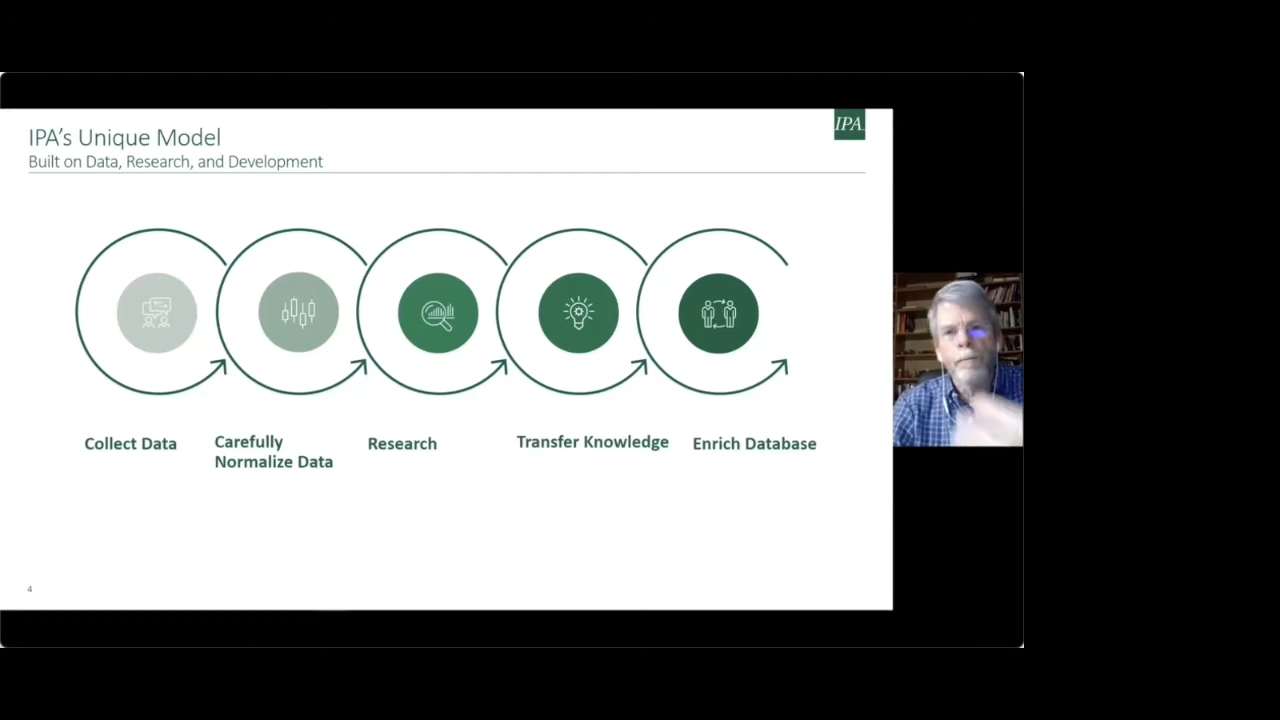 IPA's Unique Model
Built on Data, Research, and Development
IPA
Collect Data
Carefully
Normalize Data
Research
Transfer Knowledge
Enrich Database
4